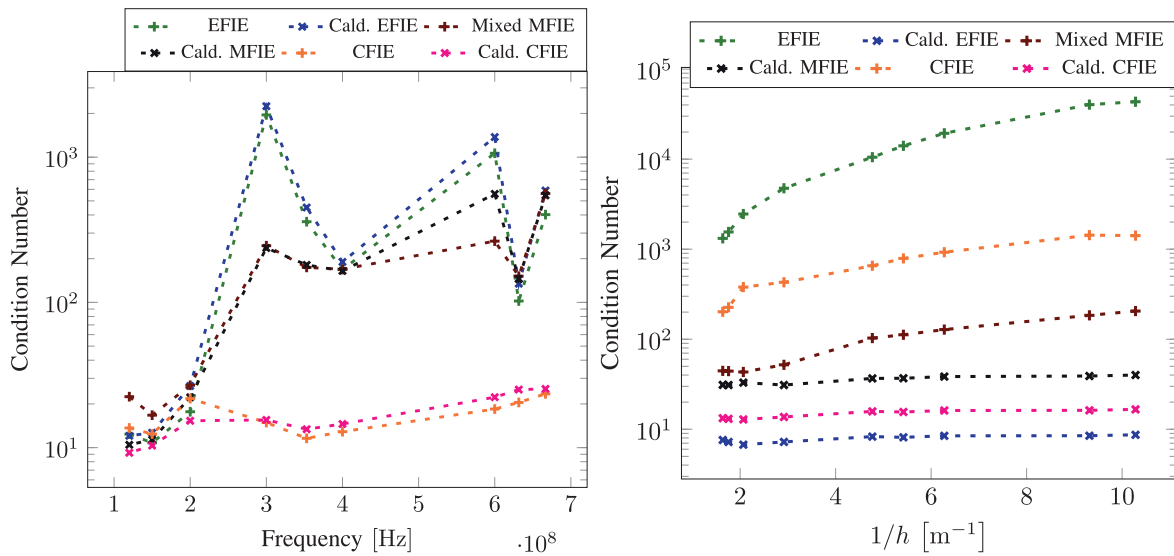 EFIE Cald. EFIE Mixed MFIE
Cald. MFIE CFIE Cald. CFIE
10^3
10^2
10^1
Condition Number
1 2 3 4 5 6 7
Frequency [Hz] ·10^8
EFIE Cald. EFIE Mixed MFIE
Cald. MFIE CFIE Cald. CFIE
10^5
10^4
10^3
10^2
10^1
Condition Number
2 4 6 8 10
1/h [m^−1]